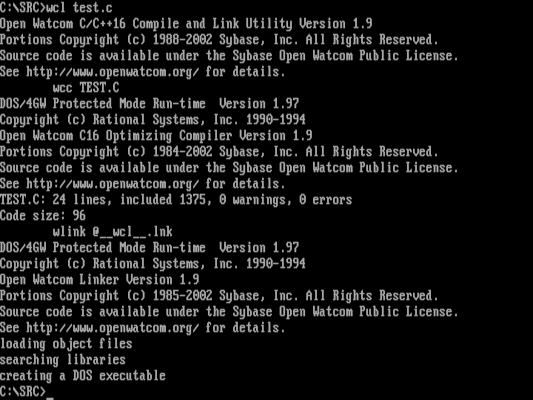 C:\SRC>wcl test.c
Open Watcom C/C++16 Compile and Link Utility Version 1.9
Portions Copyright (c) 1988-2002 Sybase, Inc. All Rights Reserved.
Source code is available under the Sybase Open Watcom Public License.
See http://www.openwatcom.org/ for details.
wcc TEST.C
DOS/4GW Protected Mode Run-time  Version 1.97
Copyright (c) Rational Systems, Inc. 1990-1994
Open Watcom C16 Optimizing Compiler Version 1.9
Portions Copyright (c) 1984-2002 Sybase, Inc. All Rights Reserved.
Source code is available under the Sybase Open Watcom Public License.
See http://www.openwatcom.org/ for details.
TEST.C: 24 lines, included 1375, 0 warnings, 0 errors
Code size: 96
wlink @__wcl__.lnk
DOS/4GW Protected Mode Run-time  Version 1.97
Copyright (c) Rational Systems, Inc. 1990-1994
Open Watcom Linker Version 1.9
Portions Copyright (c) 1985-2002 Sybase, Inc. All Rights Reserved.
Source code is available under the Sybase Open Watcom Public License.
See http://www.openwatcom.org/ for details.
loading object files
searching libraries
creating a DOS executable
C:\SRC>_